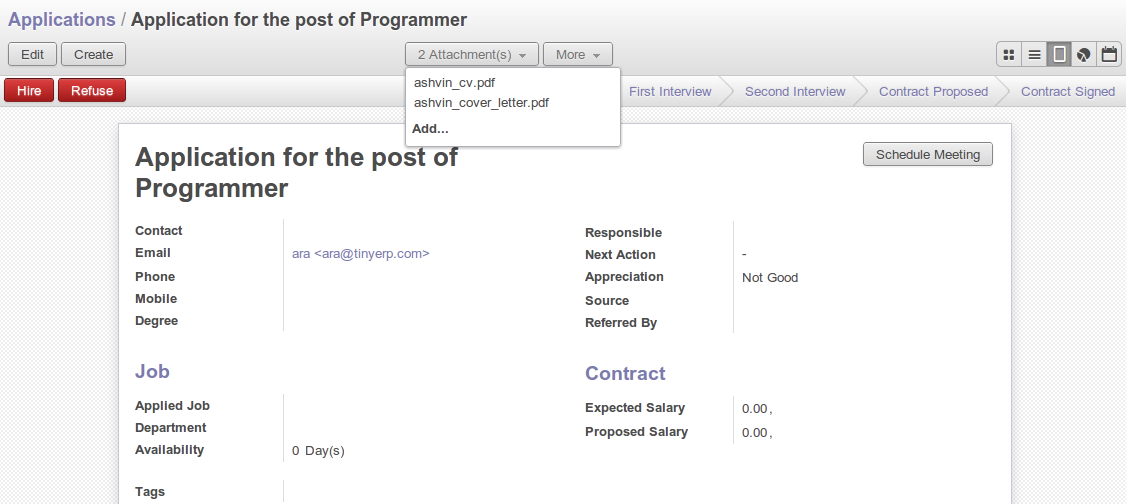 Applications / Application for the post of Programmer
Edit Create 2 Attachment(s) More
Hire Refuse First Interview Second Interview Contract Proposed Contract Signed
ashvin_cv.pdf
ashvin_cover_letter.pdf
Add...
Application for the post of
Programmer
Schedule Meeting
Contact
Email ara <ara@tinyerp.com>
Phone
Mobile
Degree
Responsible
Next Action -
Appreciation Not Good
Source
Referred By
Job
Applied Job
Department
Availability 0 Day(s)
Contract
Expected Salary 0.00 ,
Proposed Salary 0.00 ,
Tags